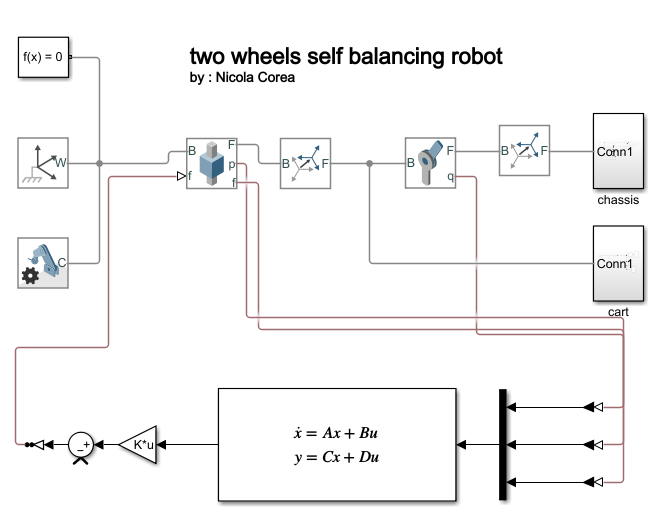 two wheels self balancing robot
by : Nicola Corea
f(x) = 0
W
C
B
f
F
p
f
B
F
B
F
q
B
F
Conn1
chassis
Conn1
cart
ẋ = Ax + Bu
y = Cx + Du
K*u
+
−